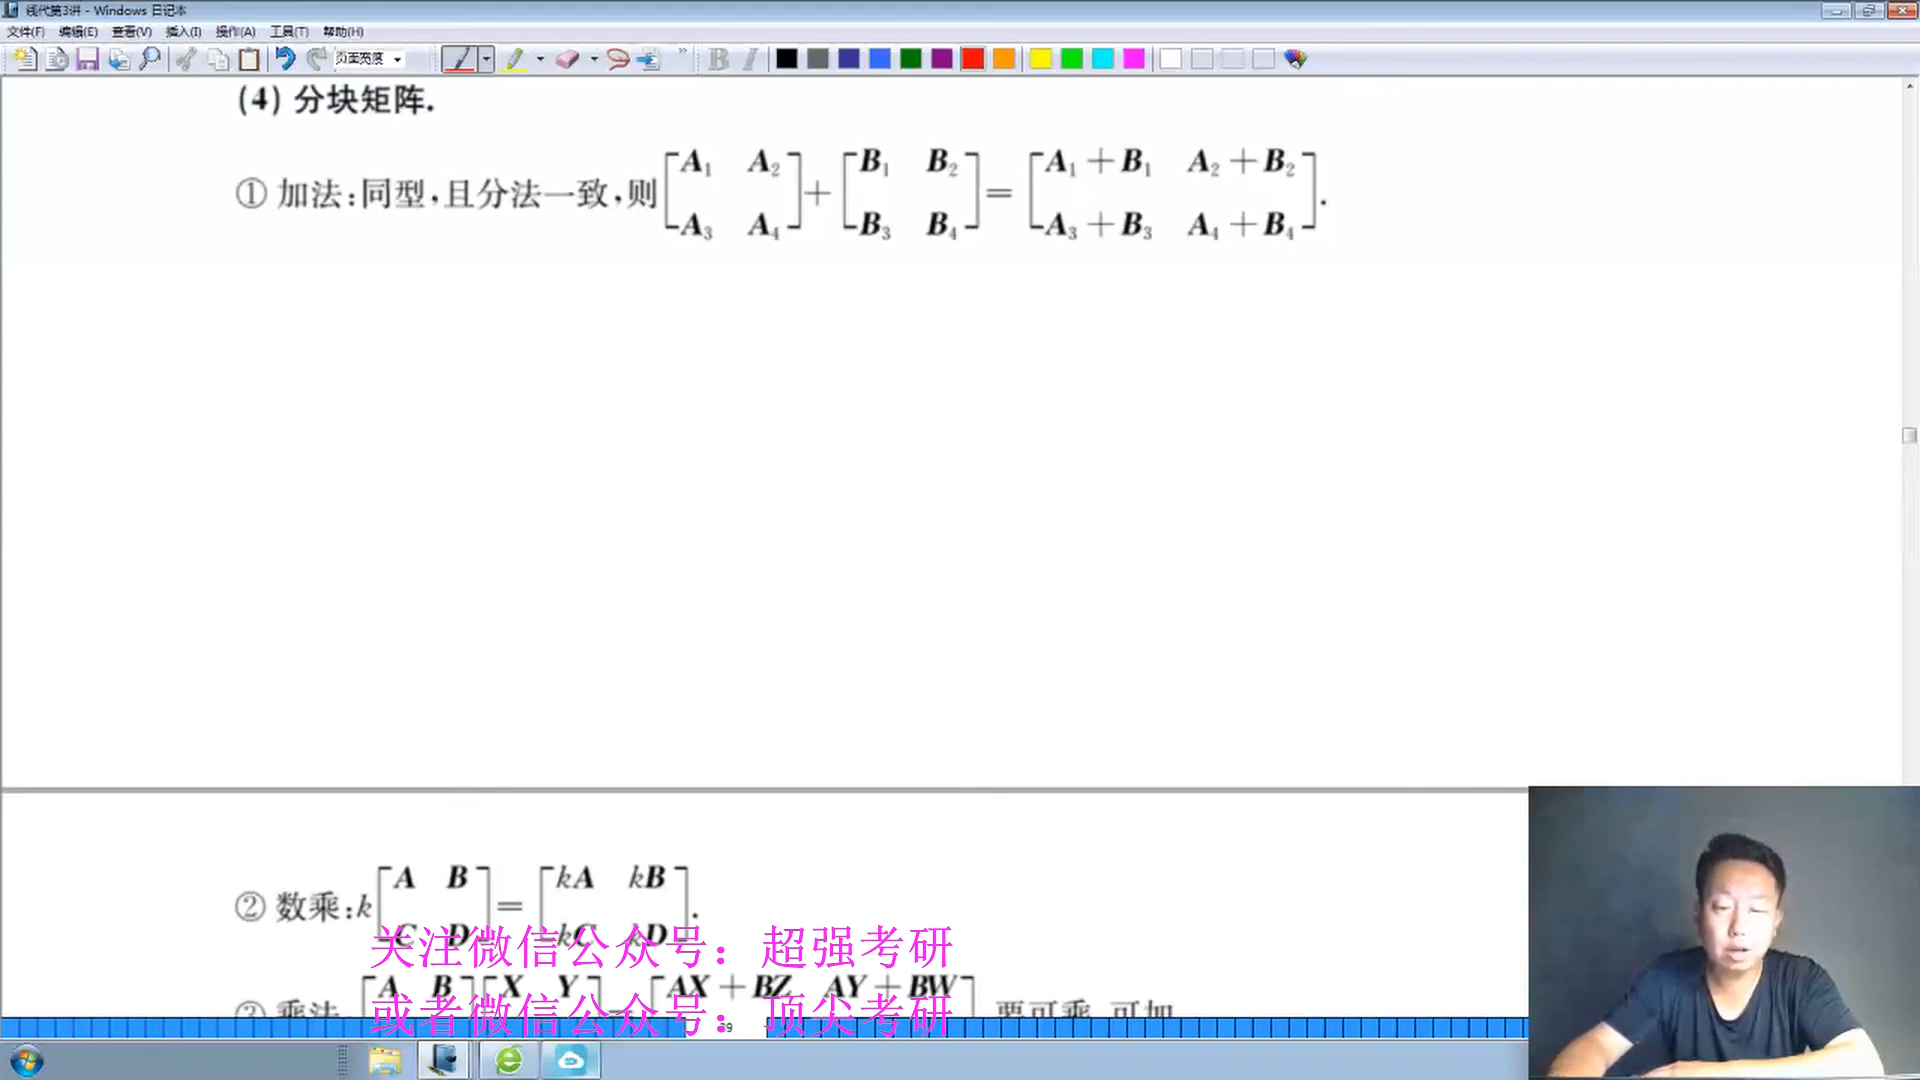 线代第3讲 - Windows 日记本
文件(F) 编辑(E) 查看(V) 插入(I) 操作(A) 工具(T) 帮助(H)
页面宽度
(4) 分块矩阵.
① 加法:同型,且分法一致,则 [A₁ A₂; A₃ A₄] + [B₁ B₂; B₃ B₄] = [A₁+B₁ A₂+B₂; A₃+B₃ A₄+B₄].
② 数乘:k[A B; C D] = [kA kB; kC kD].
关注微信公众号：超强考研
③ 乘法 [A B [X Y = [AX+BZ AY+BW] 要可乘 可加
或者微信公众号：顶尖考研
39